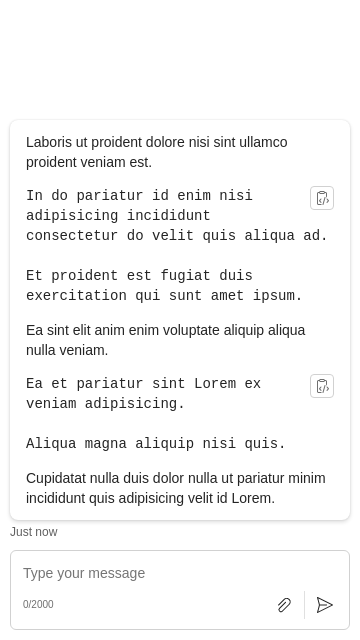 Laboris ut proident dolore nisi sint ullamco
proident veniam est.
In do pariatur id enim nisi
adipisicing incididunt
consectetur do velit quis aliqua ad.
Et proident est fugiat duis
exercitation qui sunt amet ipsum.
Ea sint elit anim enim voluptate aliquip aliqua
nulla veniam.
Ea et pariatur sint Lorem ex
veniam adipisicing.
Aliqua magna aliquip nisi quis.
Cupidatat nulla duis dolor nulla ut pariatur minim
incididunt quis adipisicing velit id Lorem.
Just now
Type your message
0/2000